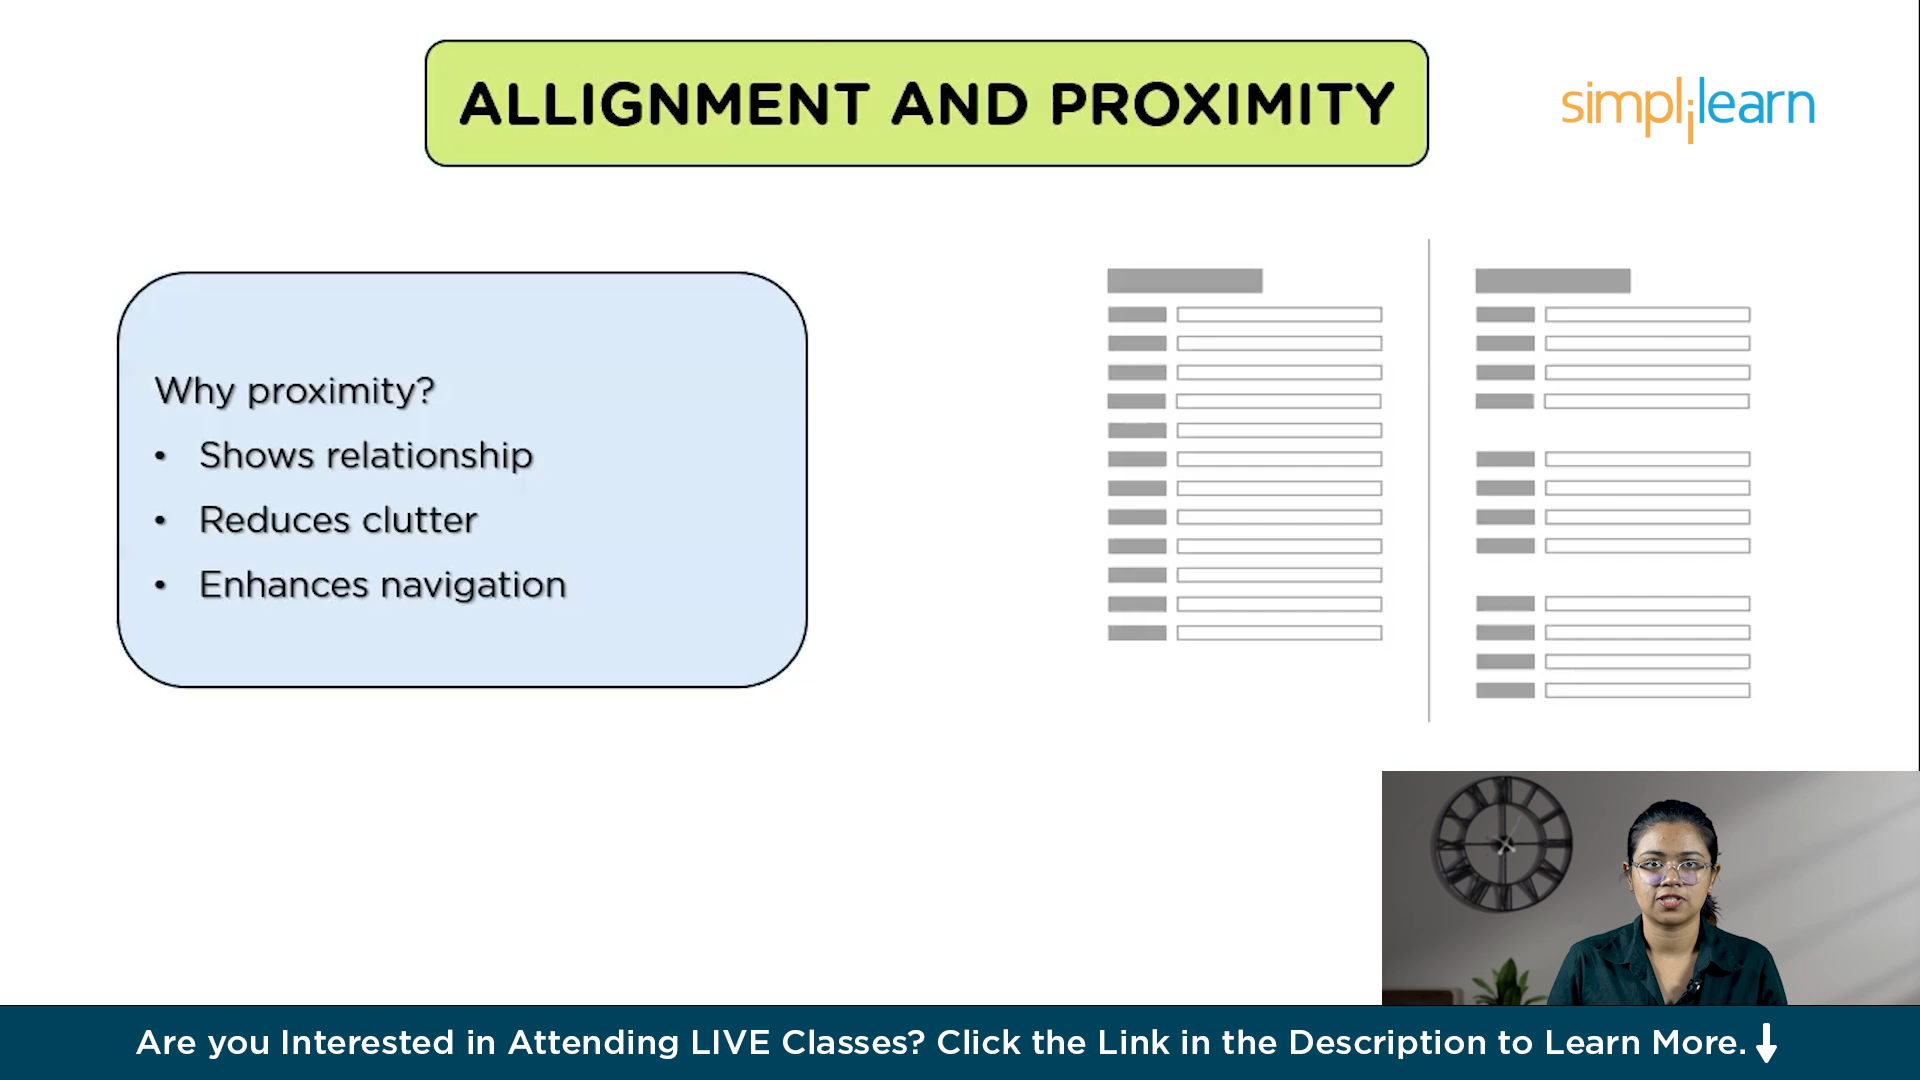 ALLIGNMENT AND PROXIMITY
simplilearn
Why proximity?
• Shows relationship
• Reduces clutter
• Enhances navigation
Are you Interested in Attending LIVE Classes? Click the Link in the Description to Learn More.